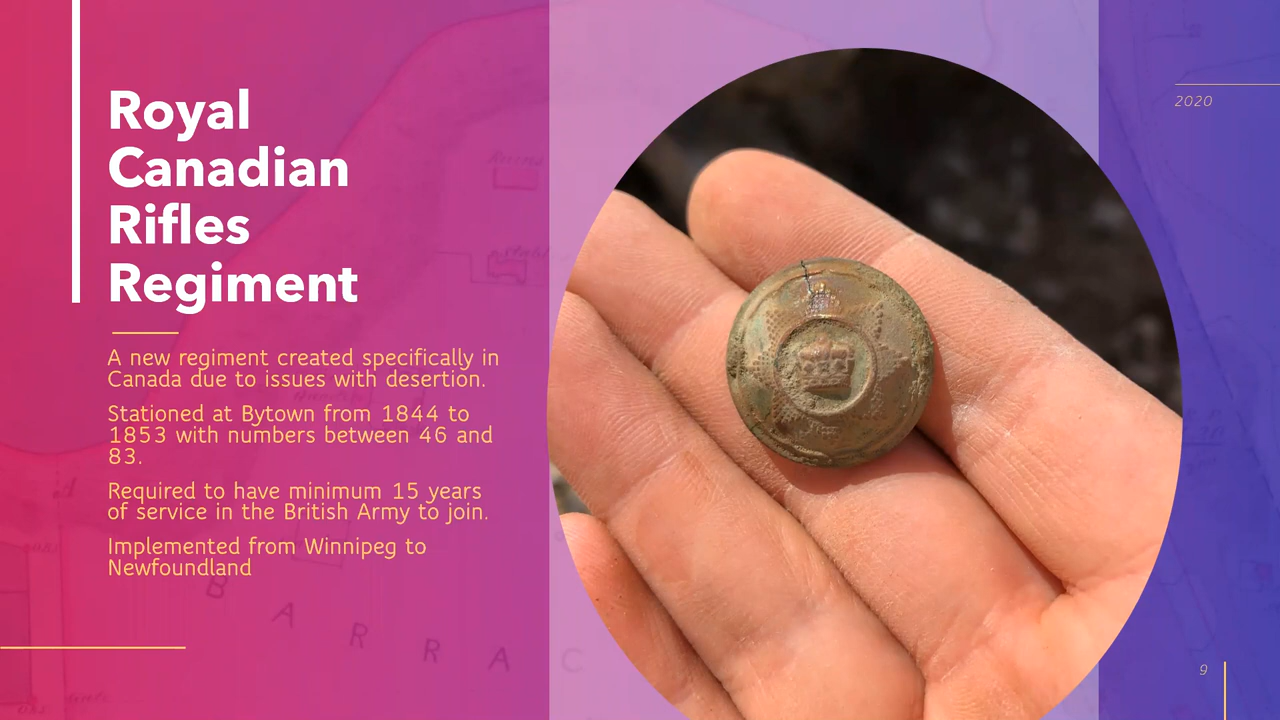 Royal
Canadian
Rifles
Regiment
A new regiment created specifically in
Canada due to issues with desertion.
Stationed at Bytown from 1844 to
1853 with numbers between 46 and
83.
Required to have minimum 15 years
of service in the British Army to join.
Implemented from Winnipeg to
Newfoundland
B A R R A C
2020
9